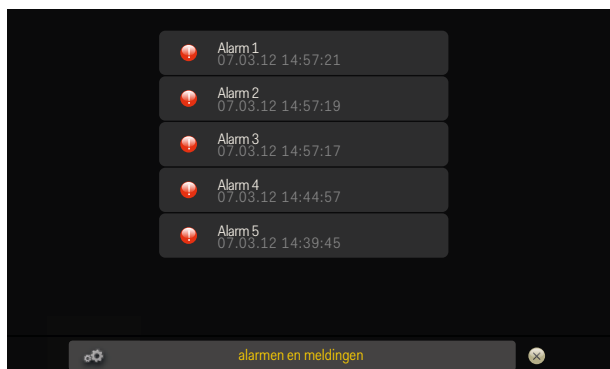 Alarm 1
07.03.12 14:57:21
Alarm 2
07.03.12 14:57:19
Alarm 3
07.03.12 14:57:17
Alarm 4
07.03.12 14:44:57
Alarm 5
07.03.12 14:39:45
alarmen en meldingen